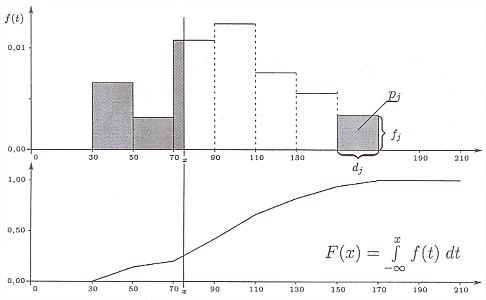 f(t)
0,01
p_j
f_j
0,00
0 30 50 70 x 90 110 130 150 170 190 210
d_j
1,00
0,50
F(x) = ∫_{-∞}^{x} f(t) dt
0,00
0 30 50 70 x 90 110 130 150 170 190 210